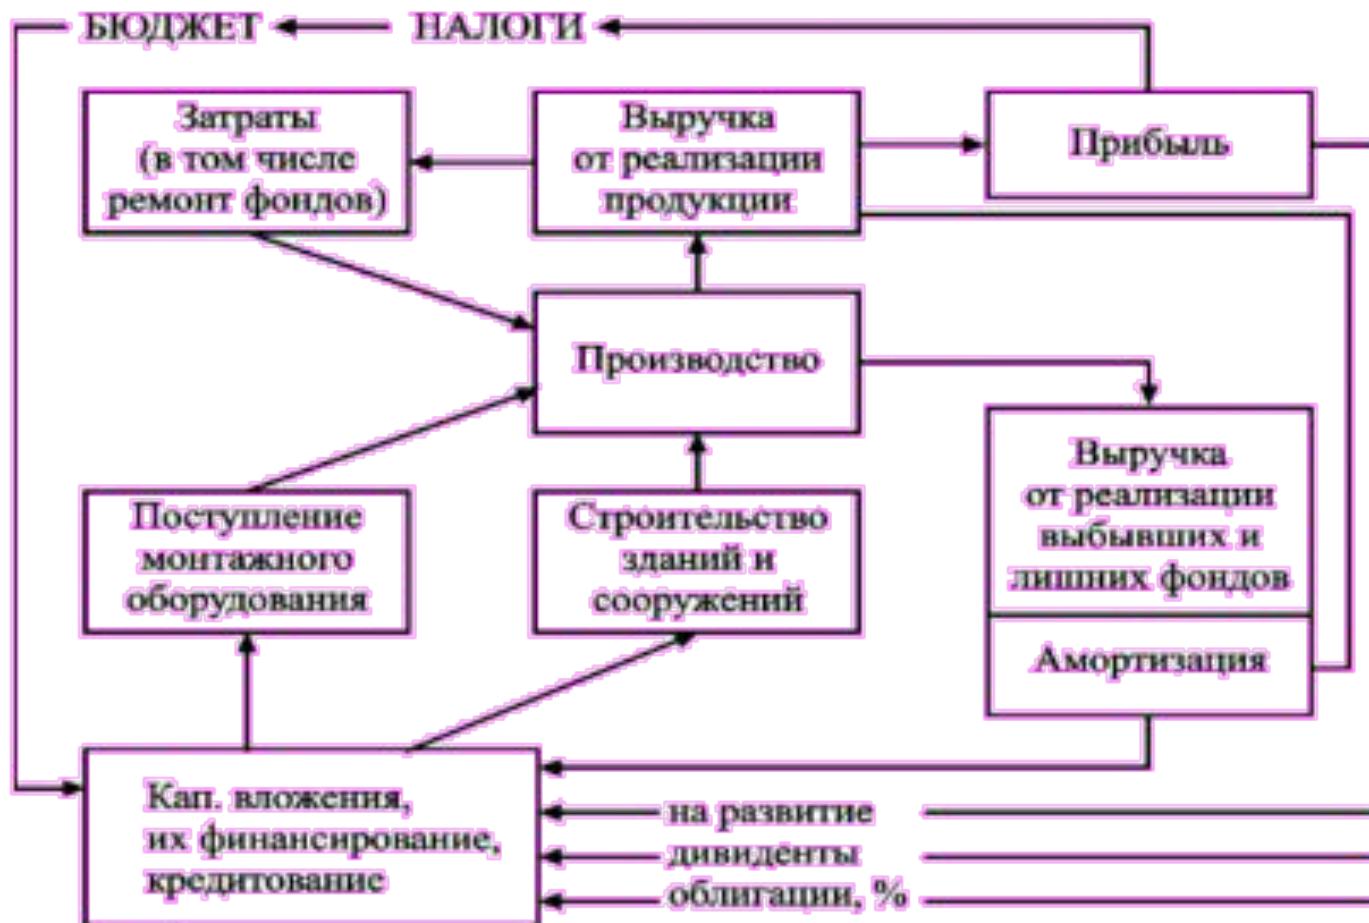 БЮДЖЕТ
НАЛОГИ
Затраты
(в том числе
ремонт фондов)
Выручка
от реализации
продукции
Прибыль
Производство
Поступление
монтажного
оборудования
Строительство
зданий и
сооружений
Выручка
от реализации
выбывших и
лишних фондов
Амортизация
Кап. вложения,
их финансирование,
кредитование
на развитие
дивиденты
облигации, %